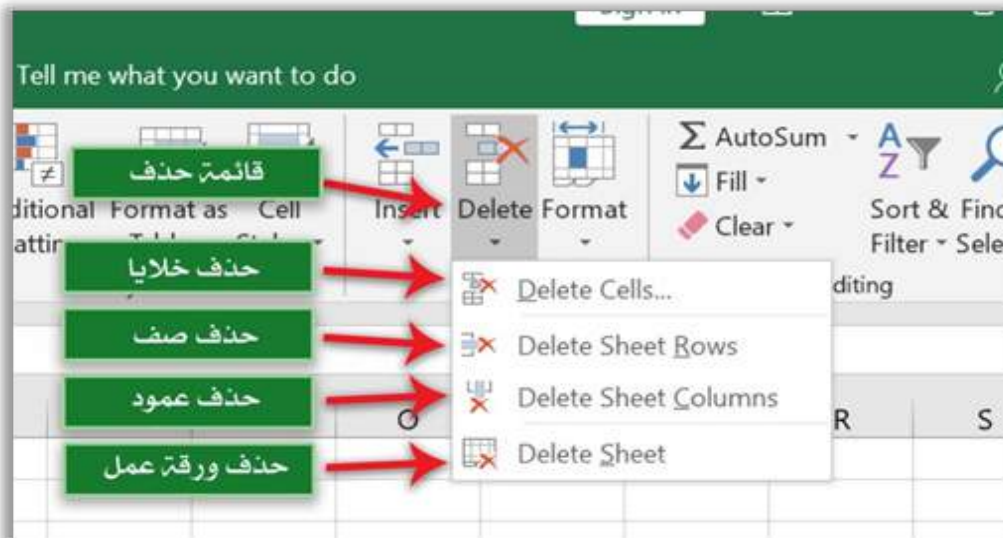 Tell me what you want to do
قائمة حذف
Insert
Delete
Format
Format as
Cell
AutoSum
Fill
Clear
Sort &
Filter
حذف خلايا
Delete Cells...
حذف صف
Delete Sheet Rows
حذف عمود
Delete Sheet Columns
O
R
S
حذف ورقة عمل
Delete Sheet